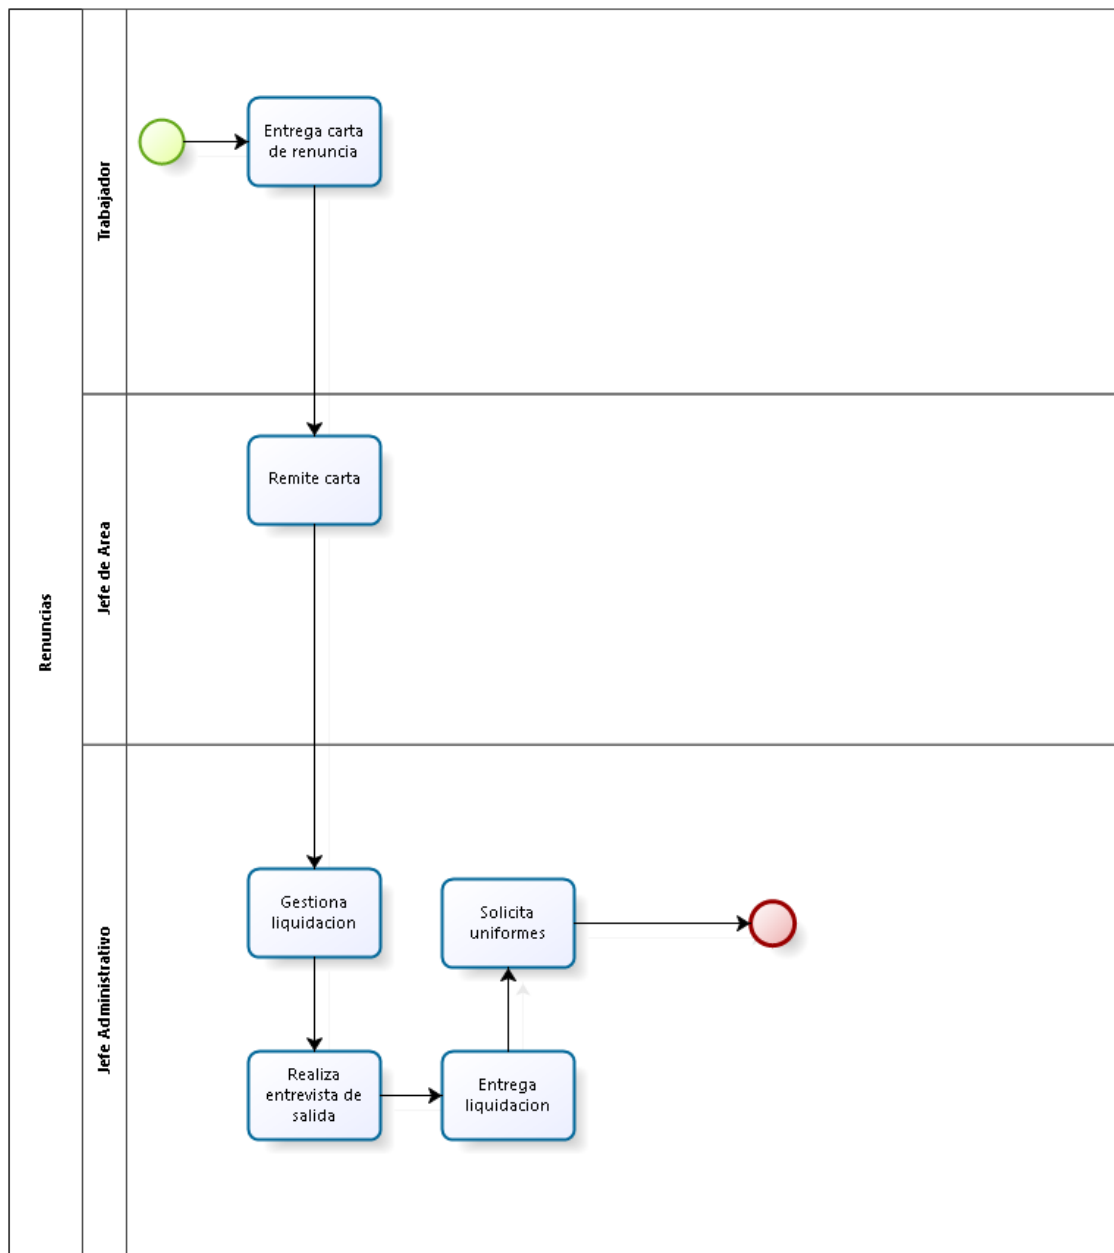 Renuncias
Trabajador
Entrega carta
de renuncia
Jefe de Area
Remite carta
Jefe Administrativo
Gestiona
liquidacion
Solicita
uniformes
Realiza
entrevista de
salida
Entrega
liquidacion